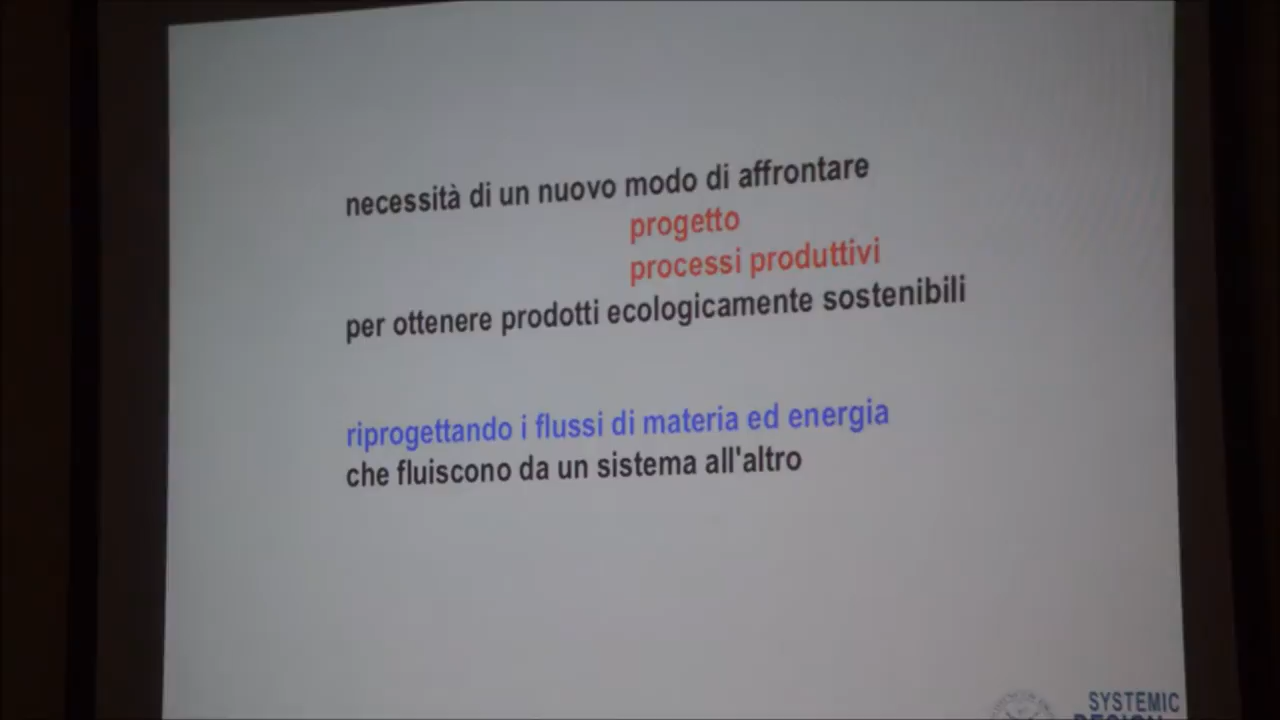 necessità di un nuovo modo di affrontare
progetto
processi produttivi
per ottenere prodotti ecologicamente sostenibili
riprogettando i flussi di materia ed energia
che fluiscono da un sistema all'altro
SYSTEMIC